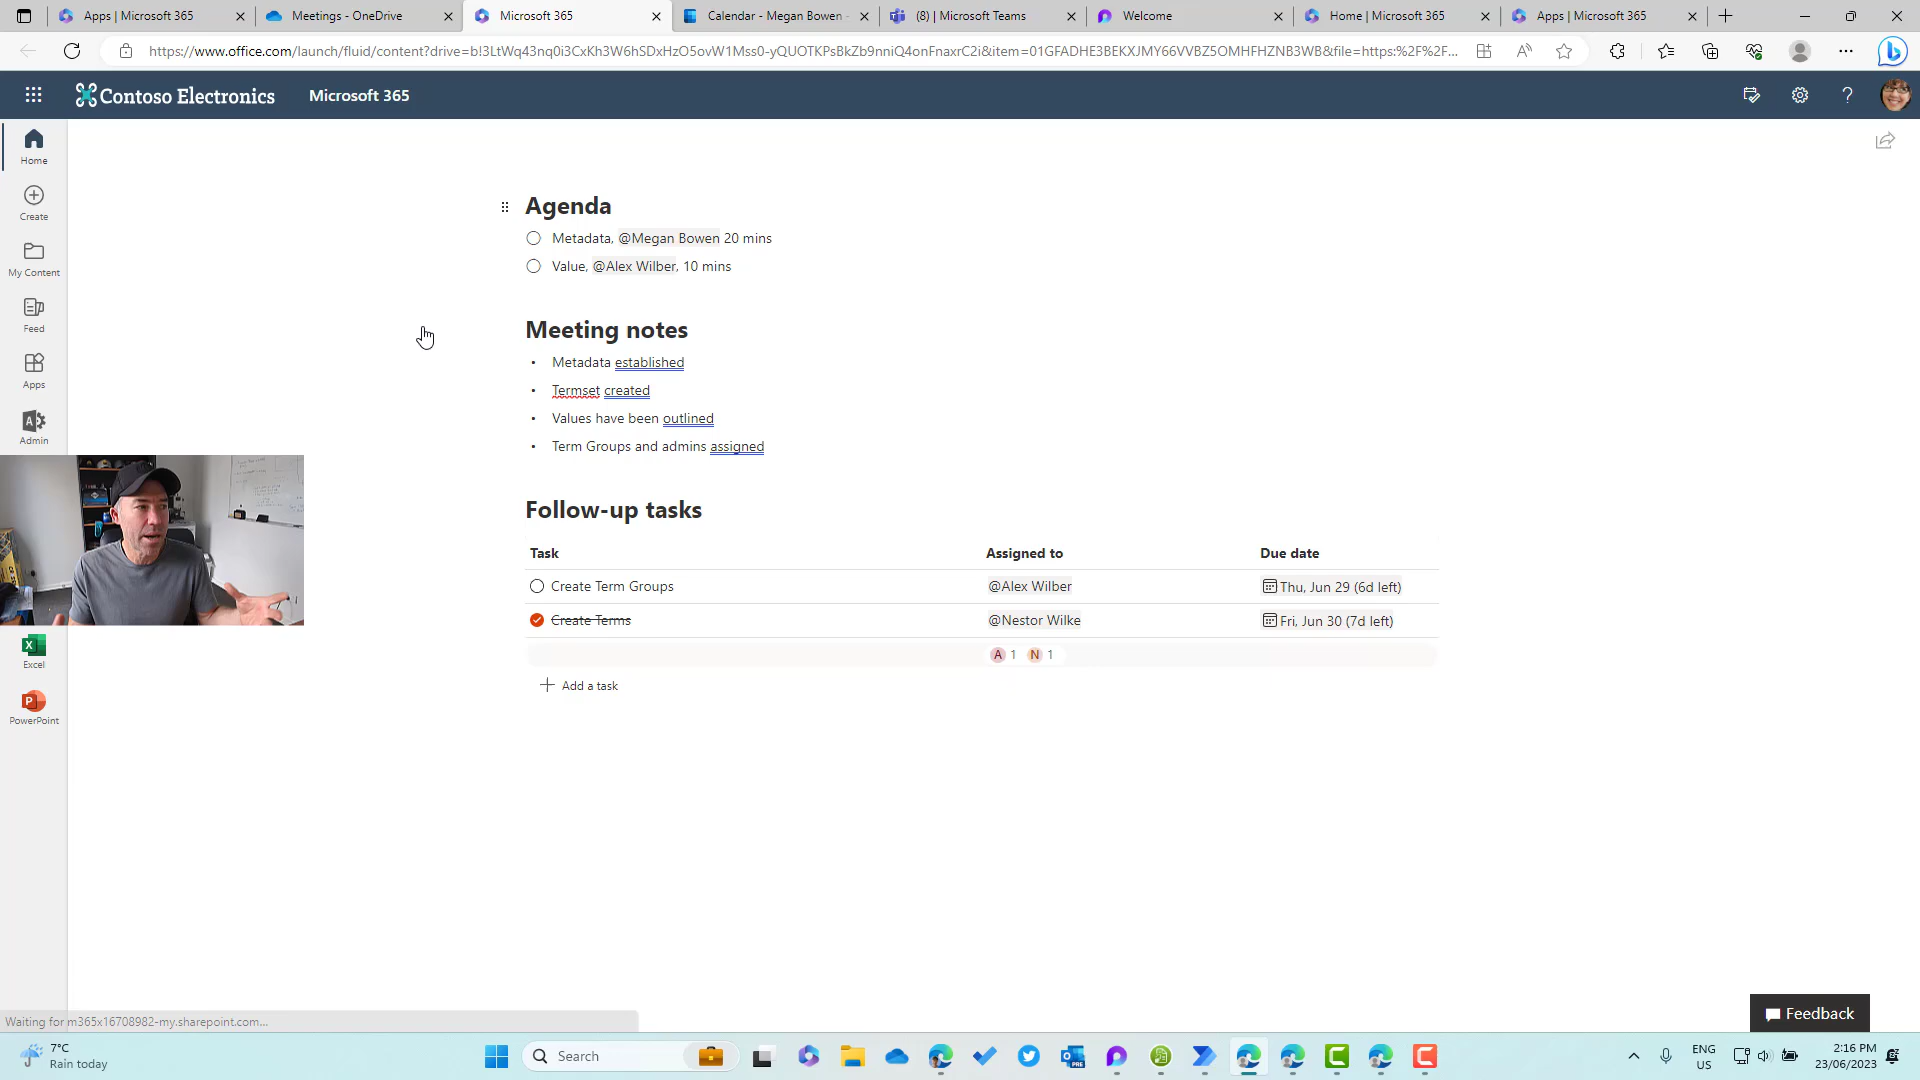 Apps | Microsoft 365
Meetings - OneDrive
Microsoft 365
Calendar - Megan Bowen -
(8) | Microsoft Teams
Welcome
Home | Microsoft 365
Apps | Microsoft 365
https://www.office.com/launch/fluid/content?drive=b!3LtWq43nq0i3CxKh3W6hSDxHzO5ovW1Mss0-yQUOTKPsBkZb9nniQ4onFnaxrC2i&item=01GFADHE3BEKXJMY66VVBZ5OMHFHZNB3WB&file=https:%2F%2F...
Contoso Electronics
Microsoft 365
Home
Create
My Content
Feed
Apps
Admin
Excel
PowerPoint
Agenda
Metadata, @Megan Bowen 20 mins
Value, @Alex Wilber, 10 mins
Meeting notes
Metadata established
Termset created
Values have been outlined
Term Groups and admins assigned
Follow-up tasks
Task Assigned to Due date
Create Term Groups @Alex Wilber Thu, Jun 29 (6d left)
Create Terms @Nestor Wilke Fri, Jun 30 (7d left)
A 1 N 1
Add a task
Feedback
Waiting for m365x16708982-my.sharepoint.com...
7°C
Rain today
Search
ENG
US
2:16 PM
23/06/2023